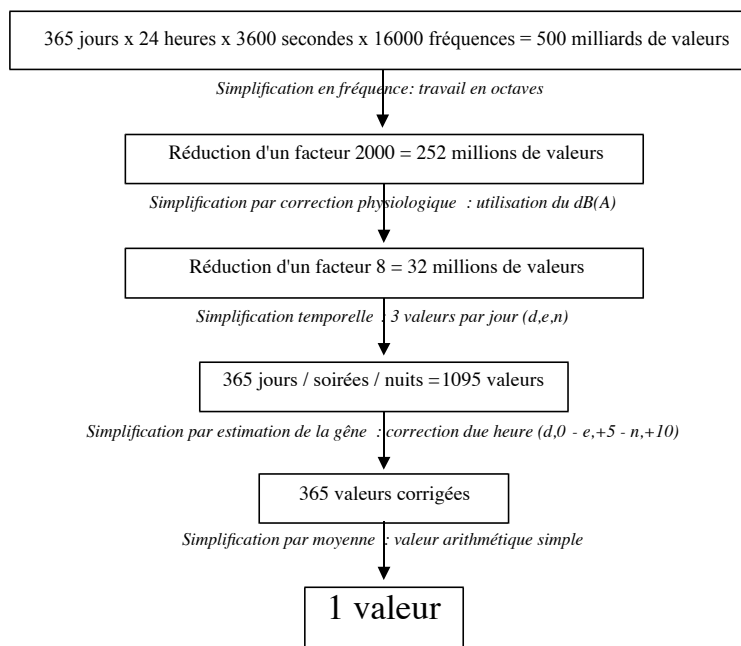 365 jours x 24 heures x 3600 secondes x 16000 fréquences = 500 milliards de valeurs
Simplification en fréquence: travail en octaves
Réduction d'un facteur 2000 = 252 millions de valeurs
Simplification par correction physiologique : utilisation du dB(A)
Réduction d'un facteur 8 = 32 millions de valeurs
Simplification temporelle : 3 valeurs par jour (d,e,n)
365 jours / soirées / nuits =1095 valeurs
Simplification par estimation de la gêne : correction due heure (d,0 - e,+5 - n,+10)
365 valeurs corrigées
Simplification par moyenne : valeur arithmétique simple
1 valeur